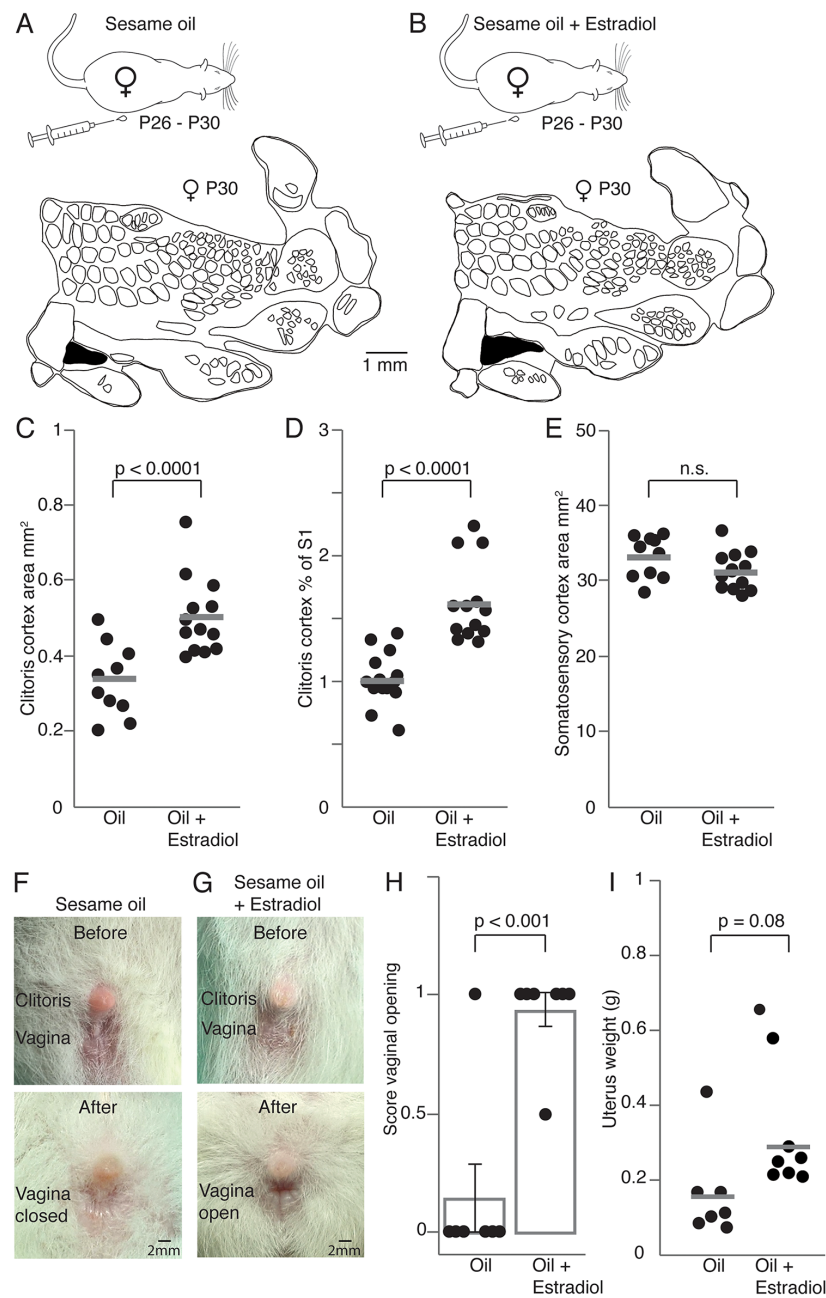 A
Sesame oil
♀
P26 - P30
♀ P30
1 mm
B
Sesame oil + Estradiol
♀
P26 - P30
♀ P30
C
Clitoris cortex area mm²
1
0.8
0.6
0.4
0.2
0
p < 0.0001
Oil
Oil +
Estradiol
D
Clitoris cortex % of S1
3
2
1
0
p < 0.0001
Oil
Oil +
Estradiol
E
Somatosensory cortex area mm²
50
40
30
20
10
0
n.s.
Oil
Oil +
Estradiol
F
Sesame oil
Before
Clitoris
Vagina
After
Vagina
closed
2mm
G
Sesame oil
+ Estradiol
Before
Clitoris
Vagina
After
Vagina
open
2mm
H
Score vaginal opening
1
0.5
0
p < 0.001
Oil
Oil +
Estradiol
I
Uterus weight (g)
1
0.8
0.6
0.4
0.2
0
p = 0.08
Oil
Oil +
Estradiol